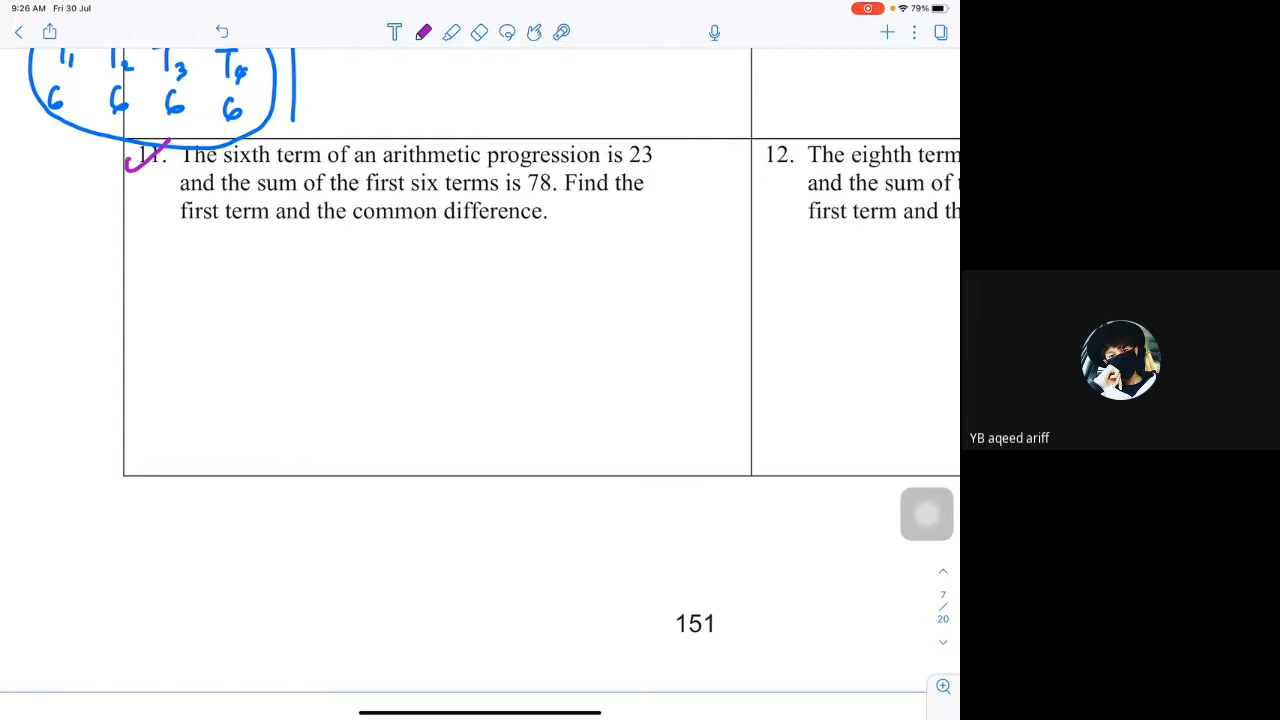 9:26 AM Fri 30 Jul
79%
T1 T2 T3 T4
6 6 6 6
11. The sixth term of an arithmetic progression is 23
and the sum of the first six terms is 78. Find the
first term and the common difference.
12. The eighth term
and the sum of
first term and th
YB aqeed ariff
7
/
20
151